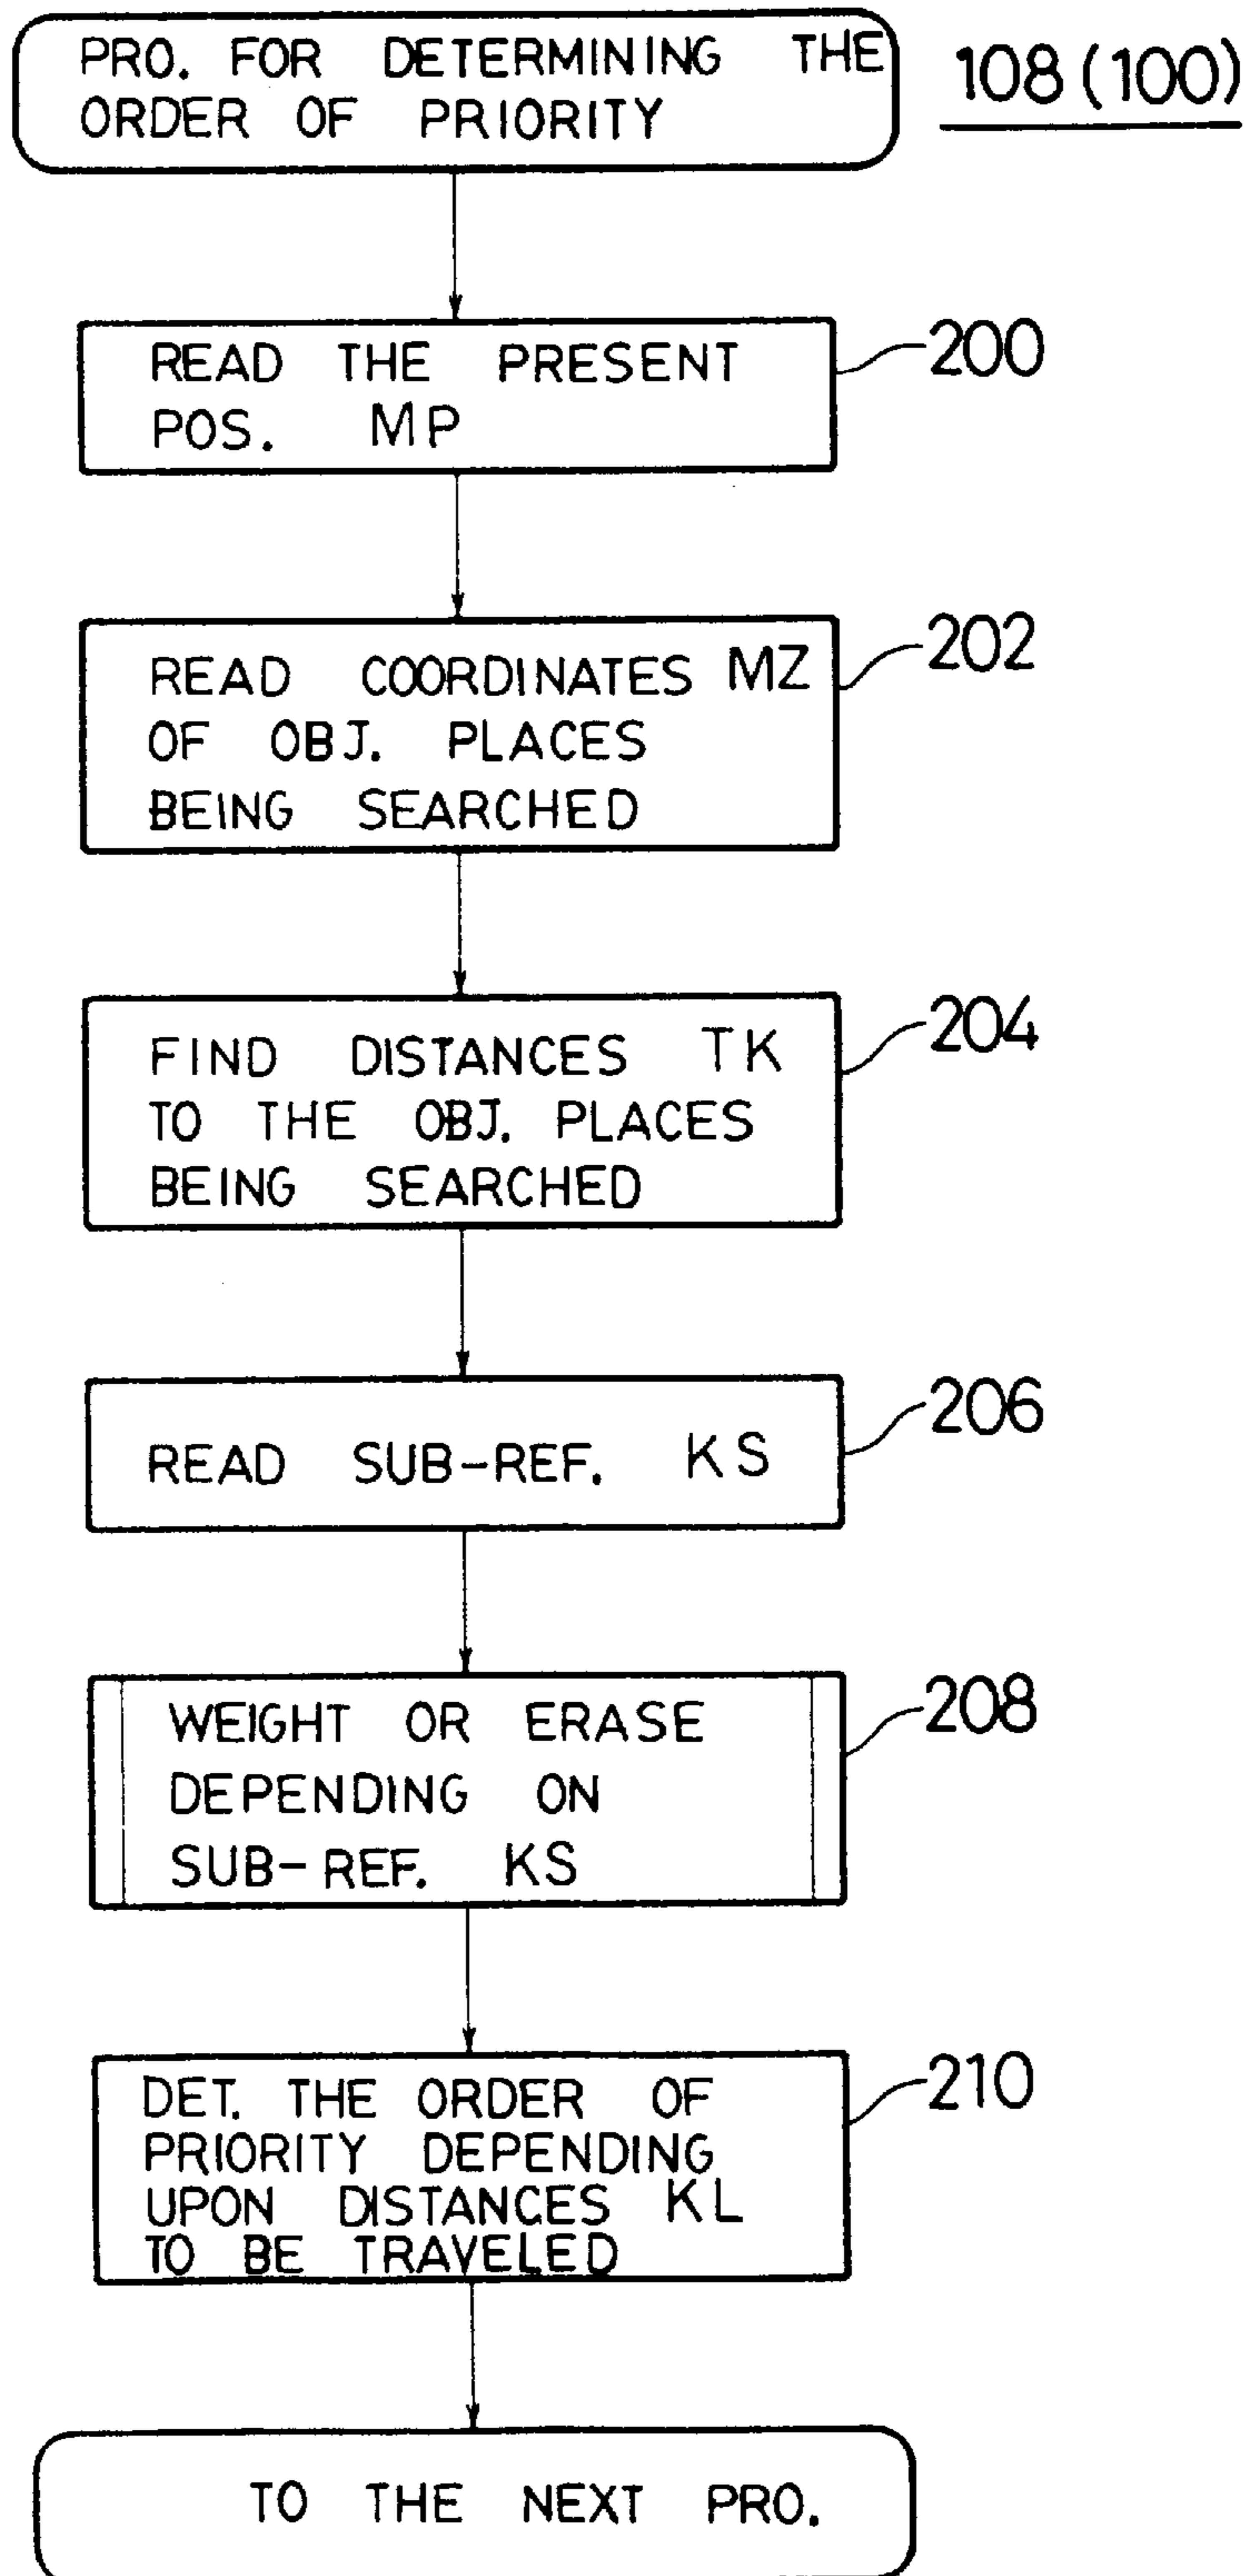 PRO. FOR DETERMINING THE
ORDER OF PRIORITY
108 (100)
READ THE PRESENT
POS. MP
200
READ COORDINATES MZ
OF OBJ. PLACES
BEING SEARCHED
202
FIND DISTANCES TK
TO THE OBJ. PLACES
BEING SEARCHED
204
READ SUB-REF. KS
206
WEIGHT OR ERASE
DEPENDING ON
SUB-REF. KS
208
DET. THE ORDER OF
PRIORITY DEPENDING
UPON DISTANCES KL
TO BE TRAVELED
210
TO THE NEXT PRO.